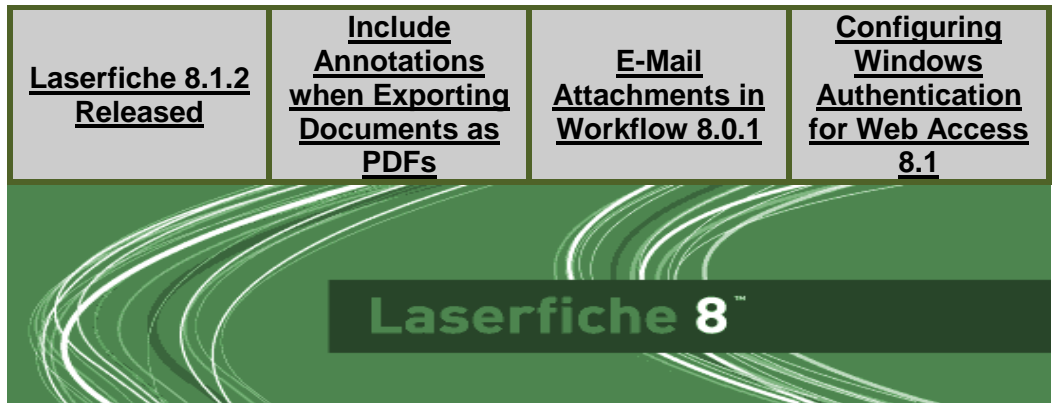 Laserfiche 8.1.2
Released
Include
Annotations
when Exporting
Documents as
PDFs
E-Mail
Attachments in
Workflow 8.0.1
Configuring
Windows
Authentication
for Web Access
8.1
Laserfiche 8™